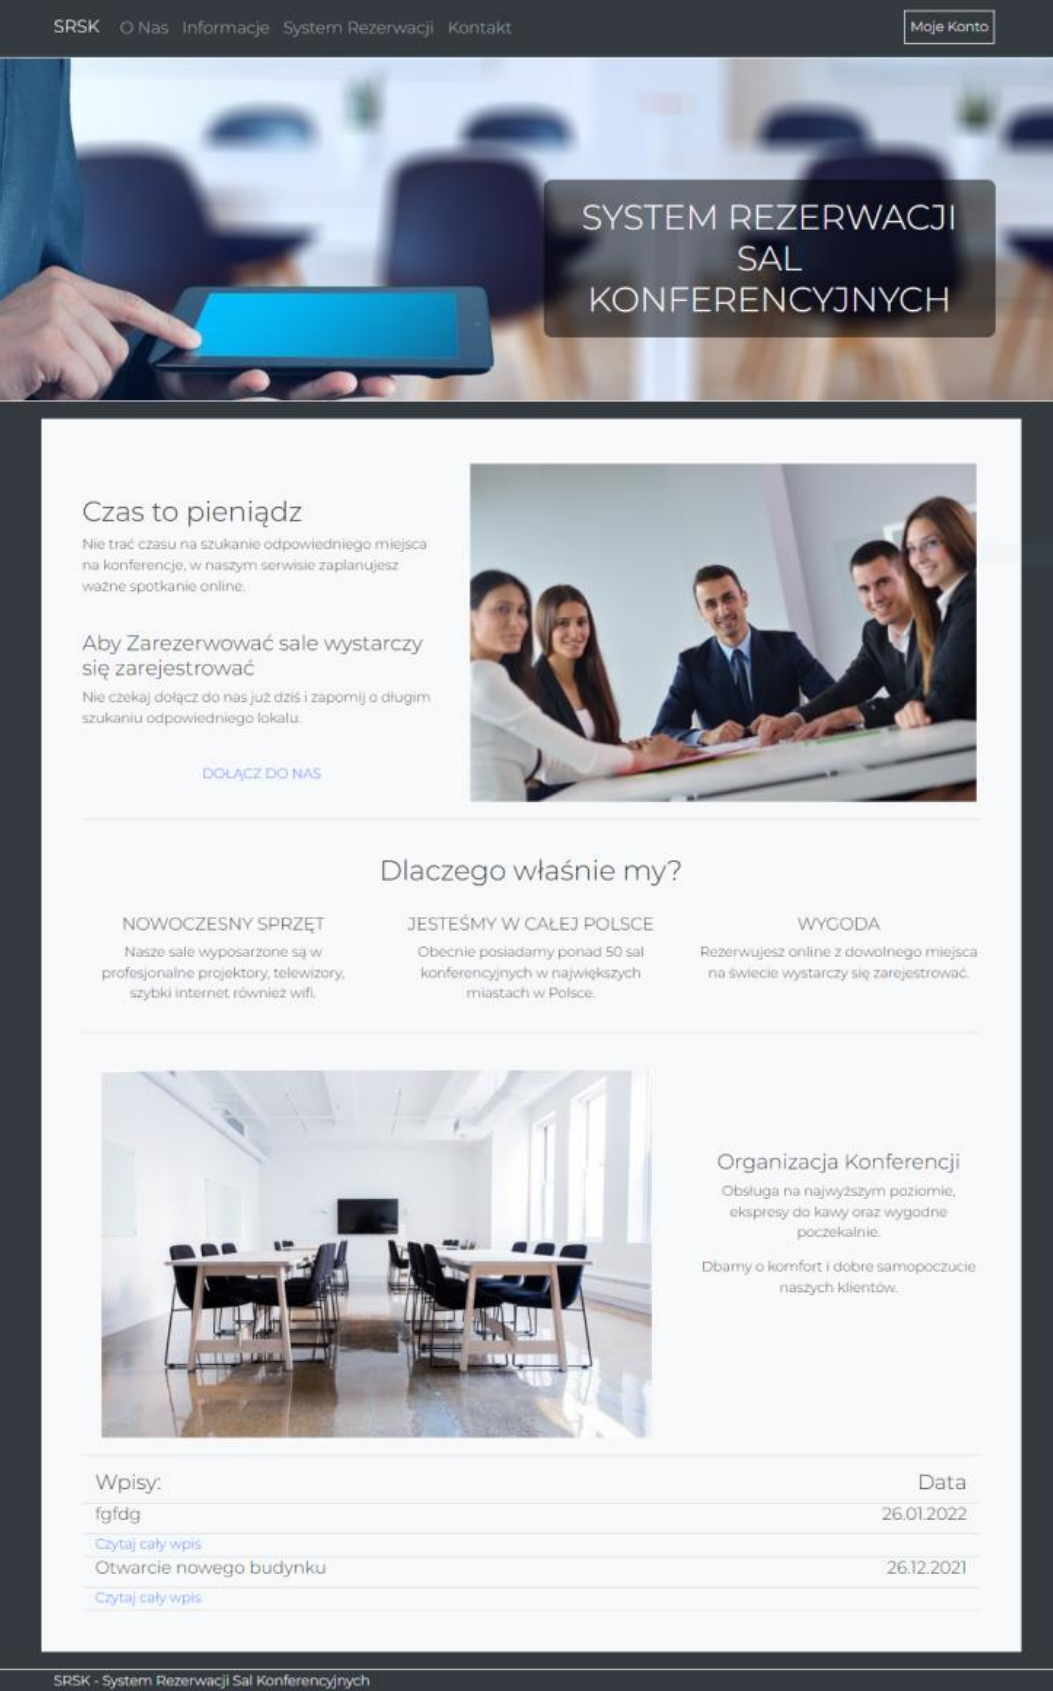 SRSK O Nas Informacje System Rezerwacji Kontakt Moje Konto
SYSTEM REZERWACJI
SAL
KONFERENCYJNYCH
Czas to pieniądz
Nie trać czasu na szukanie odpowiedniego miejsca
na konferencje, w naszym serwisie zaplanujesz
ważne spotkanie online.
Aby Zarezerwować sale wystarczy
się zarejestrować
Nie czekaj dołącz do nas już dziś i zapomij o długim
szukaniu odpowiedniego lokalu.
DOŁĄCZ DO NAS
Dlaczego właśnie my?
NOWOCZESNY SPRZĘT
Nasze sale wyposarzone są w
profesjonalne projektory, telewizory,
szybki internet również wifi.
JESTEŚMY W CAŁEJ POLSCE
Obecnie posiadamy ponad 50 sal
konferencyjnych w największych
miastach w Polsce.
WYGODA
Rezerwujesz online z dowolnego miejsca
na świecie wystarczy się zarejestrować.
Organizacja Konferencji
Obsługa na najwyższym poziomie,
ekspresy do kawy oraz wygodne
poczekalnie.
Dbamy o komfort i dobre samopoczucie
naszych klientów.
Wpisy: Data
fgfdg 26.01.2022
Czytaj cały wpis
Otwarcie nowego budynku 26.12.2021
Czytaj cały wpis
SRSK - System Rezerwacji Sal Konferencyjnych